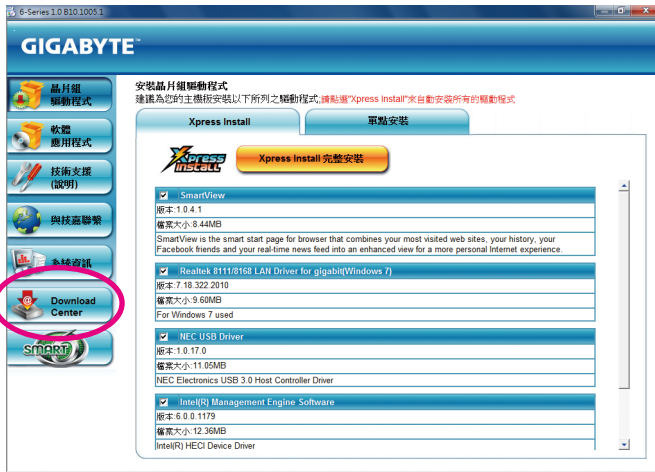 6-Series 1.0 B10.1005.1
GIGABYTE™
晶片組
驅動程式
軟體
應用程式
技術支援
(說明)
與技嘉聯繫
系統資訊
Download
Center
SMART
安裝晶片組驅動程式
建議為您的主機板安裝以下所列之驅動程式;請點選"Xpress Install"來自動安裝所有的驅動程式
Xpress Install
單點安裝
Xpress
INSTALL
Xpress Install 完整安裝
SmartView
版本:1.0.4.1
檔案大小:8.44MB
SmartView is the smart start page for browser that combines your most visited web sites, your history, your
Facebook friends and your real-time news feed into an enhanced view for a more personal Internet experience.
Realtek 8111/8168 LAN Driver for gigabit(Windows 7)
版本:7.18.322.2010
檔案大小:9.60MB
For Windows 7 used
NEC USB Driver
版本:1.0.17.0
檔案大小:11.05MB
NEC Electronics USB 3.0 Host Controller Driver
Intel(R) Management Engine Software
版本:6.0.0.1179
檔案大小:12.36MB
Intel(R) HECI Device Driver